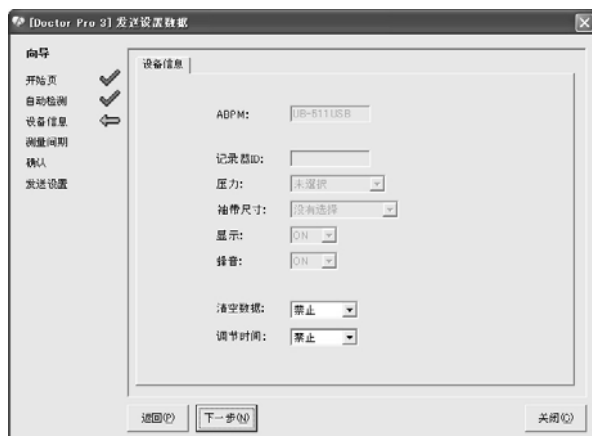 [Doctor Pro 3] 发送设置数据
向导
开始页
自动检测
设备信息
测量间期
确认
发送设置
设备信息
ABPM: UB-511USB
记录器ID:
压力: 未選択
袖带尺寸: 没有选择
显示: ON
蜂音: ON
清空数据: 禁止
调节时间: 禁止
返回(P) 下一步(N) 关闭(C)